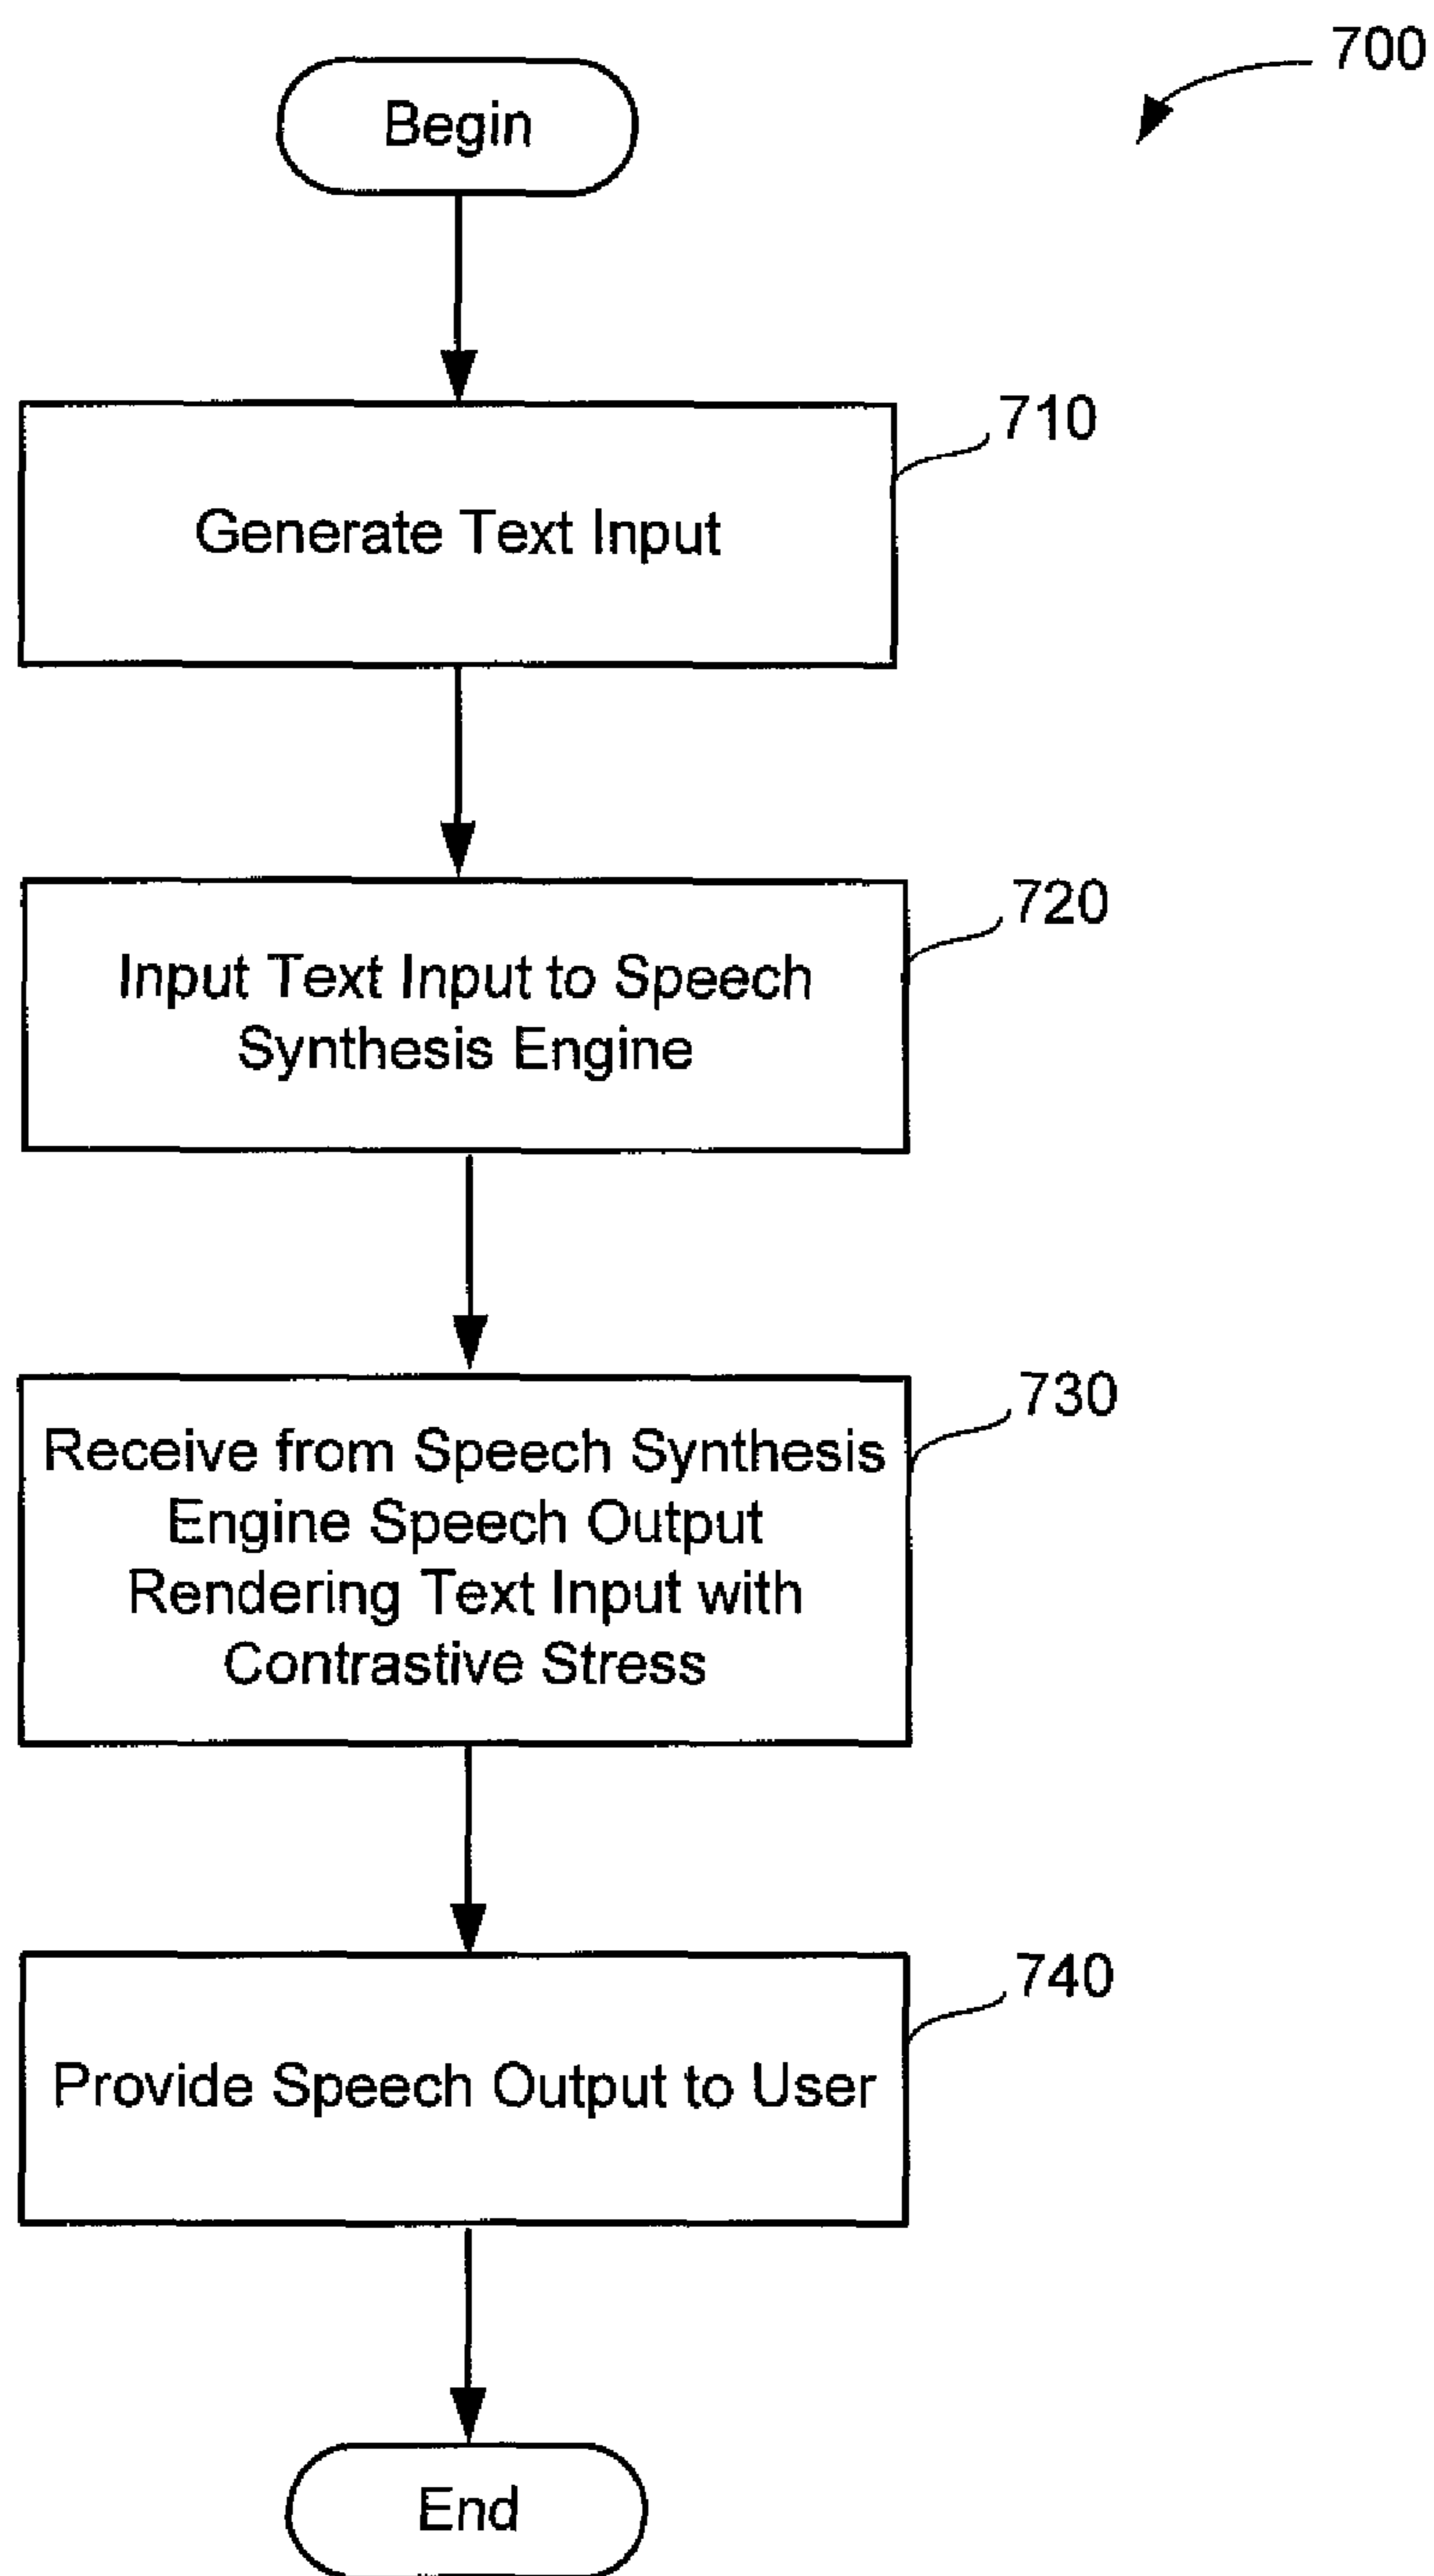 700
Begin
710
Generate Text Input
720
Input Text Input to Speech
Synthesis Engine
730
Receive from Speech Synthesis
Engine Speech Output
Rendering Text Input with
Contrastive Stress
740
Provide Speech Output to User
End